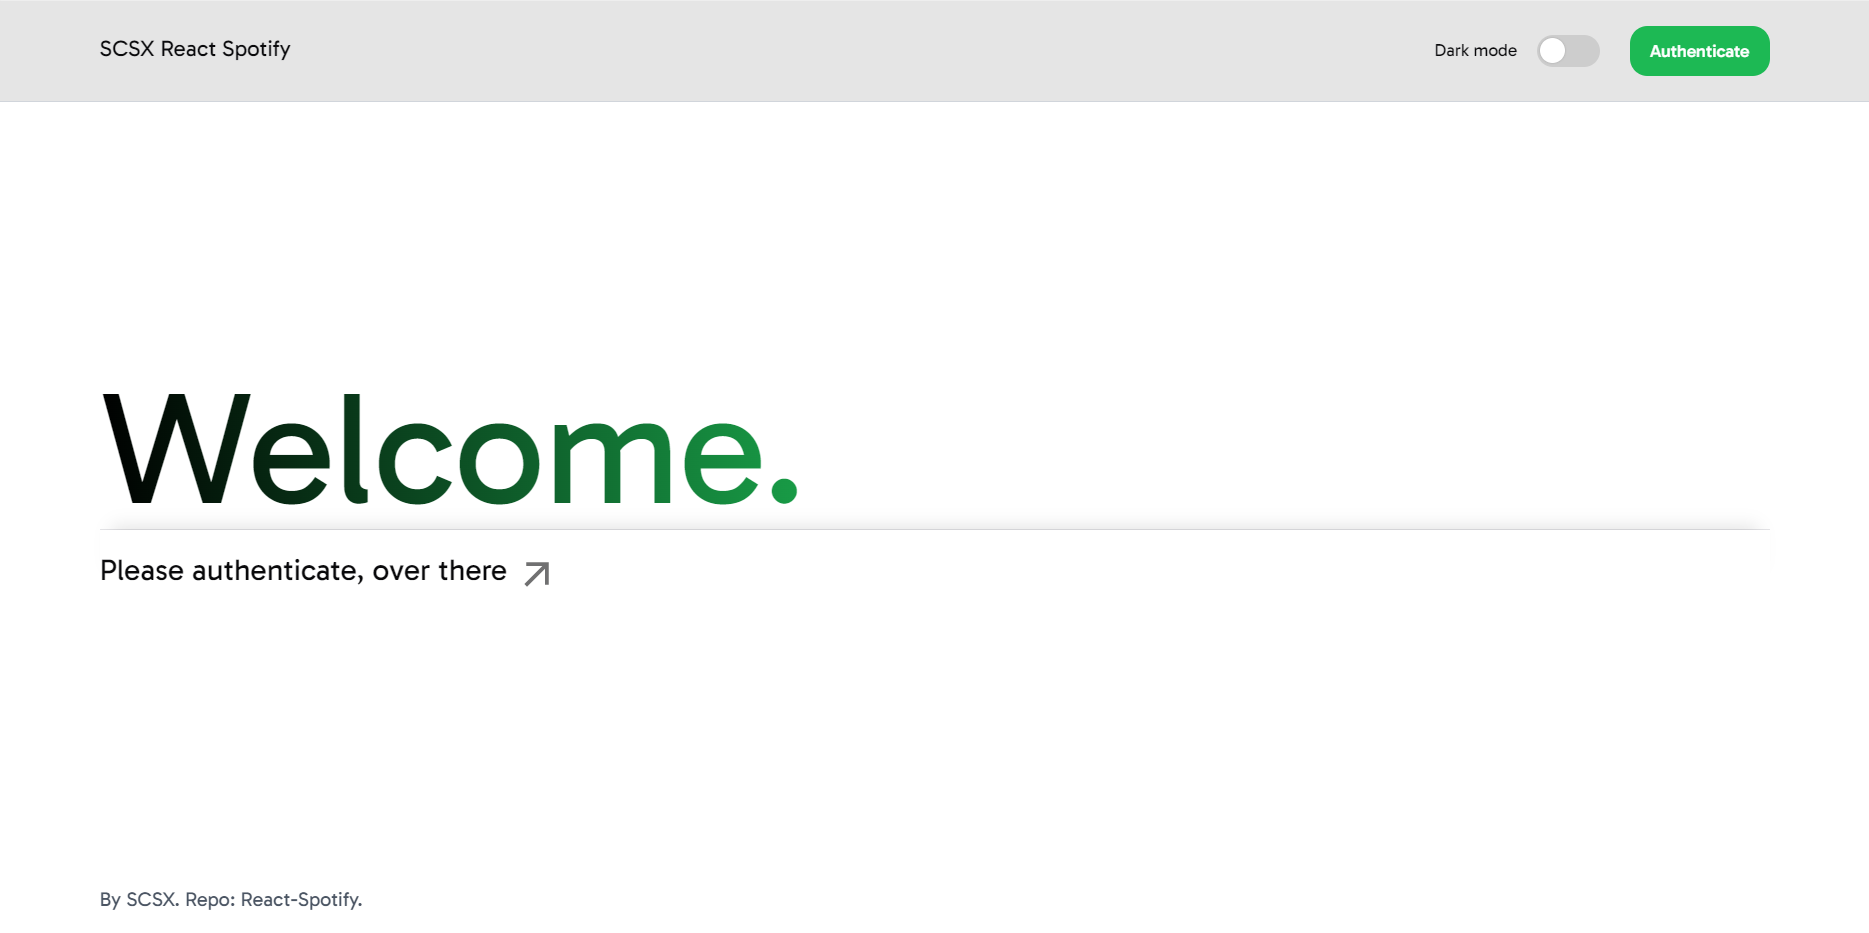 SCSX React Spotify
Dark mode
Authenticate
Welcome.
Please authenticate, over there
By SCSX. Repo: React-Spotify.